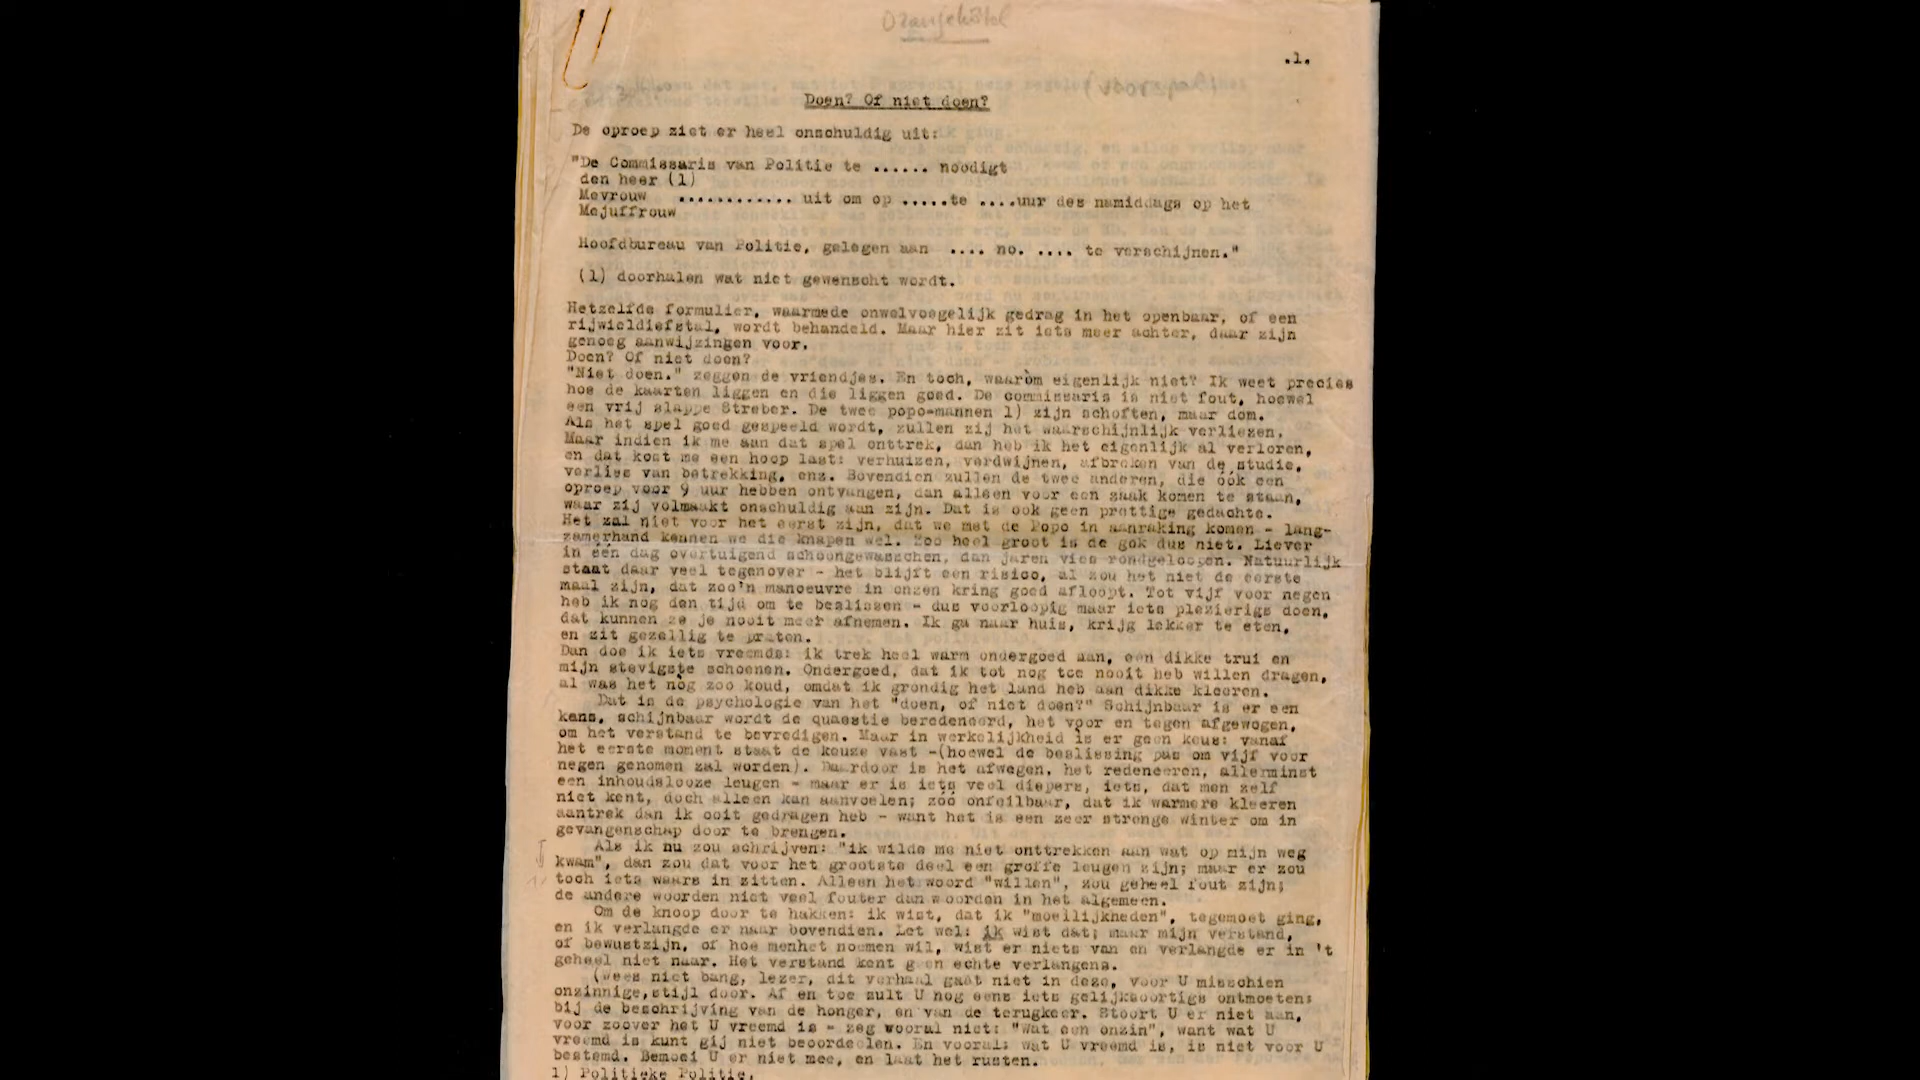 Oranjehôtel
.1.
Doen? Of niet doen?
De oproep ziet er heel onschuldig uit:
"De Commissaris van Politie te ...... noodigt
den heer (1)
Mevrouw ............ uit om op .....te ....uur des namiddags op het
Mejuffrouw
Hoofdbureau van Politie, gelegen aan .... no. .... te verschijnen."
(1) doorhalen wat niet gewenscht wordt.
Hetzelfde formulier, waarmede onwelvoegelijk gedrag in het openbaar, of een
rijwieldiefstal, wordt behandeld. Maar hier zit iets meer achter, daar zijn
genoeg aanwijzingen voor.
Doen? Of niet doen?
"Niet doen." zeggen de vriendjes. En toch, waaròm eigenlijk niet? Ik weet precies
hoe de kaarten liggen en die liggen goed. De commissaris is niet fout, hoewel
een vrij slappe Streber. De twee popo-mannen 1) zijn schoften, maar dom.
Als het spel goed gespeeld wordt, zullen zij het waarschijnlijk verliezen.
Maar indien ik me aan dat spel onttrek, dan heb ik het eigenlijk al verloren,
en dat kost me een hoop last: verhuizen, verdwijnen, afbreken van de studie,
verlies van betrekking, enz. Bovendien zullen de twee anderen, die óók een
oproep voor 9 uur hebben ontvangen, dan alleen voor een zaak komen te staan,
waar zij volmaakt onschuldig aan zijn. Dat is ook geen prettige gedachte.
Het zal niet voor het eerst zijn, dat we met de Popo in aanraking komen - lang-
zamerhand kennen we die knapen wel. Zoo heel groot is de gok dus niet. Liever
in één dag overtuigend schoongewasschen, dan jaren vies rondgeloopen. Natuurlijk
staat daar veel tegenover - het blijft een risico, al zou het niet de eerste
maal zijn, dat zoo'n manoeuvre in onzen kring goed afloopt. Tot vijf voor negen
heb ik nog den tijd om te beslissen - dus voorloopig maar iets plezierigs doen,
dat kunnen ze je nooit meer afnemen. Ik ga naar huis, krijg lekker te eten,
en zit gezellig te praten.
Dan doe ik iets vreemds: ik trek heel warm ondergoed aan, een dikke trui en
mijn stevigste schoenen. Ondergoed, dat ik tot nog toe nooit heb willen dragen,
al was het nòg zoo koud, omdat ik grondig het land heb aan dikke kleeren.
Dat is de psychologie van het "doen, of niet doen?" Schijnbaar is er een
kans, schijnbaar wordt de quaestie beredeneerd, het vòor en tegen afgewogen,
om het verstand te bevredigen. Maar in werkelijkheid ìs er geen keus: vanaf
het eerste moment staat de keuze vast -(hoewel de beslissing pas om vijf voor
negen genomen zal worden). Daardoor is het afwegen, het redeneeren, allerminst
een inhoudslooze leugen - maar er is iets veel diepers, iets, dat men zelf
niet kent, doch alleen kan aanvoelen; zóó onfeilbaar, dat ik warmere kleeren
aantrek dan ik ooit gedragen heb - want het is een zeer strenge winter om in
gevangenschap door te brengen.
Als ik nu zou schrijven: "ik wilde me niet onttrekken aan wat op mijn weg
kwam", dan zou dat voor het grootste deel een groffe leugen zijn; maar er zou
toch iets waars in zitten. Alleen het woord "willen", zou geheel fout zijn;
de andere woorden niet veel fouter dan woorden in het algemeen.
Om de knoop door te hakken: ik wist, dat ik "moeilijkheden", tegemoet ging,
en ik verlangde er naar bovendien. Let wel: ik wist dat; maar mijn verstand,
of bewustzijn, of hoe menhet noemen wil, wist er niets van en verlangde er in 't
geheel niet naar. Het verstand kent geen echte verlangens.
(wees niet bang, lezer, dit verhaal gaat niet in deze, voor U misschien
onzinnige,stijl door. Af en toe zult U nog eens iets gelijksoortigs ontmoeten:
bij de beschrijving van de honger, en van de terugkeer. Stoort U er niet aan,
voor zoover het U vreemd is - zeg vooral niet: "Wat een onzin", want wat U
vreemd is kunt gij niet beoordeelen. En vooral: wat U vreemd is, is niet voor U
bestemd. Bemoei U er niet mee, en laat het rusten.
1) Politieke Politie.